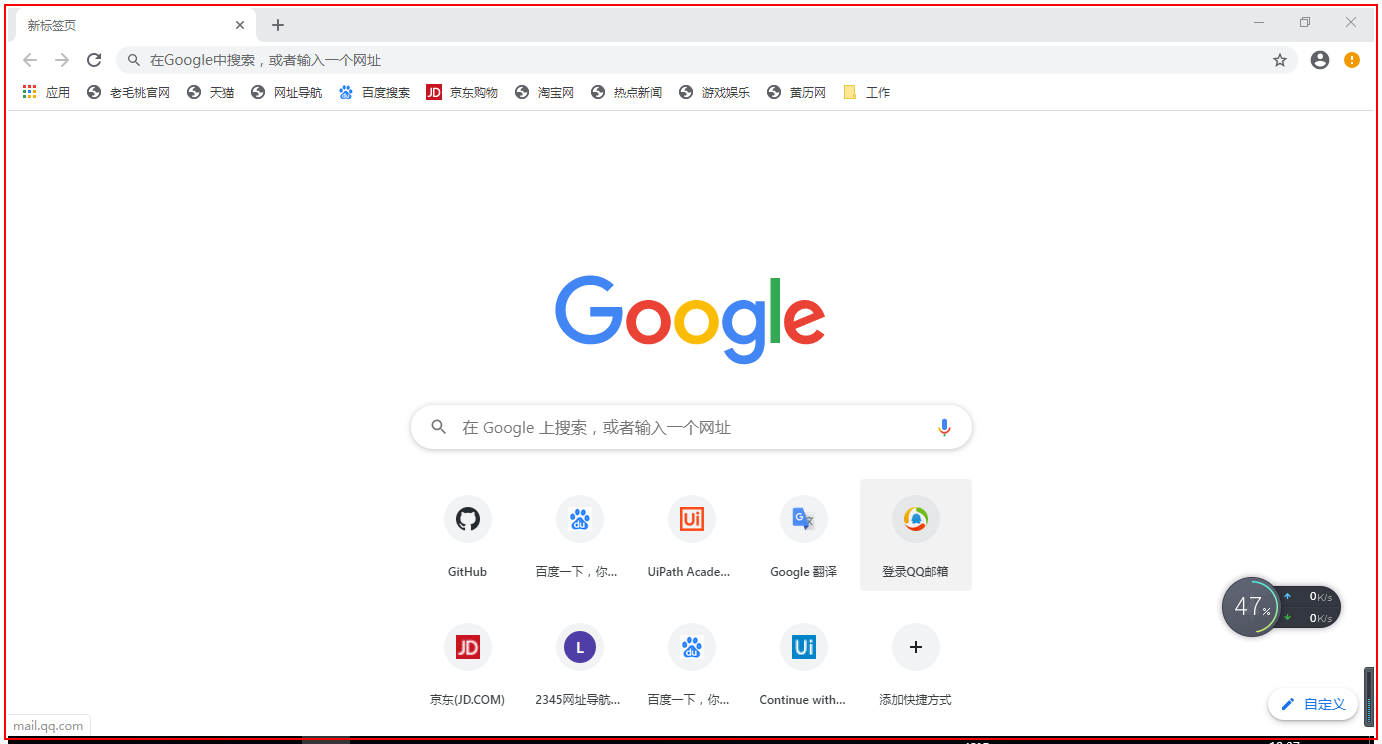 新标签页
在Google中搜索，或者输入一个网址
应用 老毛桃官网 天猫 网址导航 百度搜索 JD 京东购物 淘宝网 热点新闻 游戏娱乐 黄历网 工作
Google
在 Google 上搜索，或者输入一个网址
GitHub 百度一下，你... UiPath Acade... Google 翻译 登录QQ邮箱
47% 0K/s
0K/s
京东(JD.COM) 2345网址导航... 百度一下，你... Continue with... 添加快捷方式
自定义
mail.qq.com